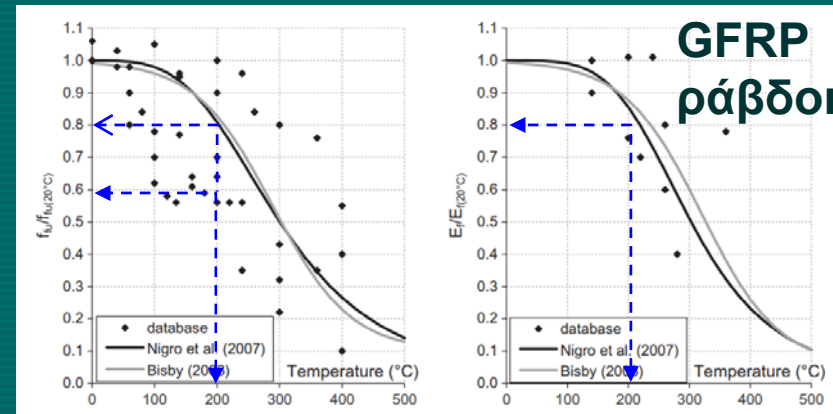 GFRP
ράβδοι
1.1
1.0
0.9
0.8
0.7
0.6
0.5
0.4
0.3
0.2
0.1
0.0
f_fu/f_fu(20°C)
database
Nigro et al. (2007)
Bisby (2003)
Temperature (°C)
0 100 200 300 400 500
1.1
1.0
0.9
0.8
0.7
0.6
0.5
0.4
0.3
0.2
0.1
0.0
E_f/E_f(20°C)
database
Nigro et al. (2007)
Temperature (°C)
0 100 200 300 400 500